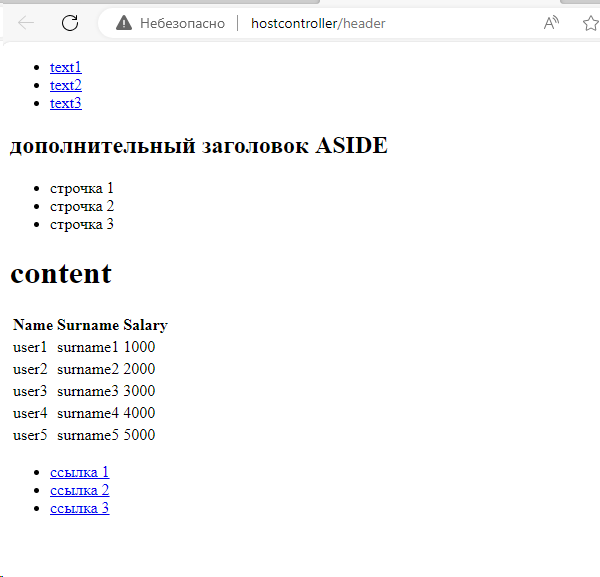 Небезопасно hostcontroller/header
text1
text2
text3
дополнительный заголовок ASIDE
строчка 1
строчка 2
строчка 3
content
Name Surname Salary
user1 surname1 1000
user2 surname2 2000
user3 surname3 3000
user4 surname4 4000
user5 surname5 5000
ссылка 1
ссылка 2
ссылка 3